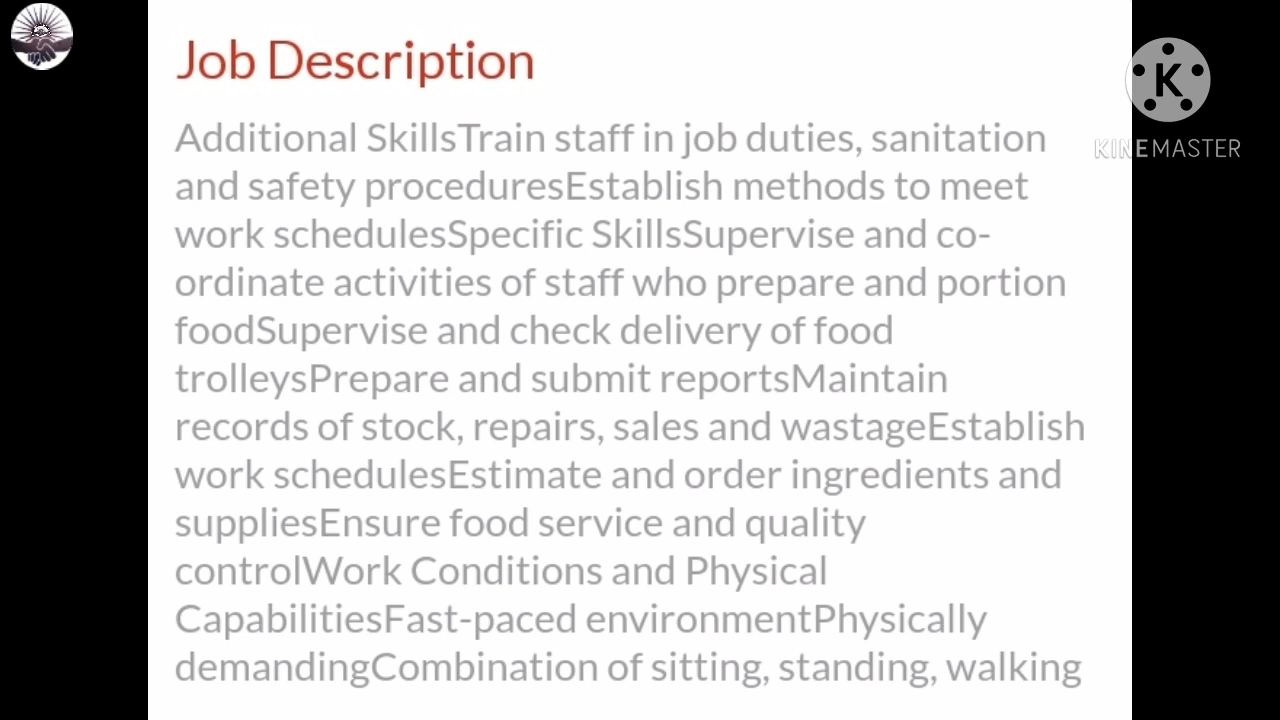 Job Description
Additional SkillsTrain staff in job duties, sanitation
and safety proceduresEstablish methods to meet
work schedulesSpecific SkillsSupervise and co-
ordinate activities of staff who prepare and portion
foodSupervise and check delivery of food
trolleysPrepare and submit reportsMaintain
records of stock, repairs, sales and wastageEstablish
work schedulesEstimate and order ingredients and
suppliesEnsure food service and quality
controlWork Conditions and Physical
CapabilitiesFast-paced environmentPhysically
demandingCombination of sitting, standing, walking
K
KINEMASTER